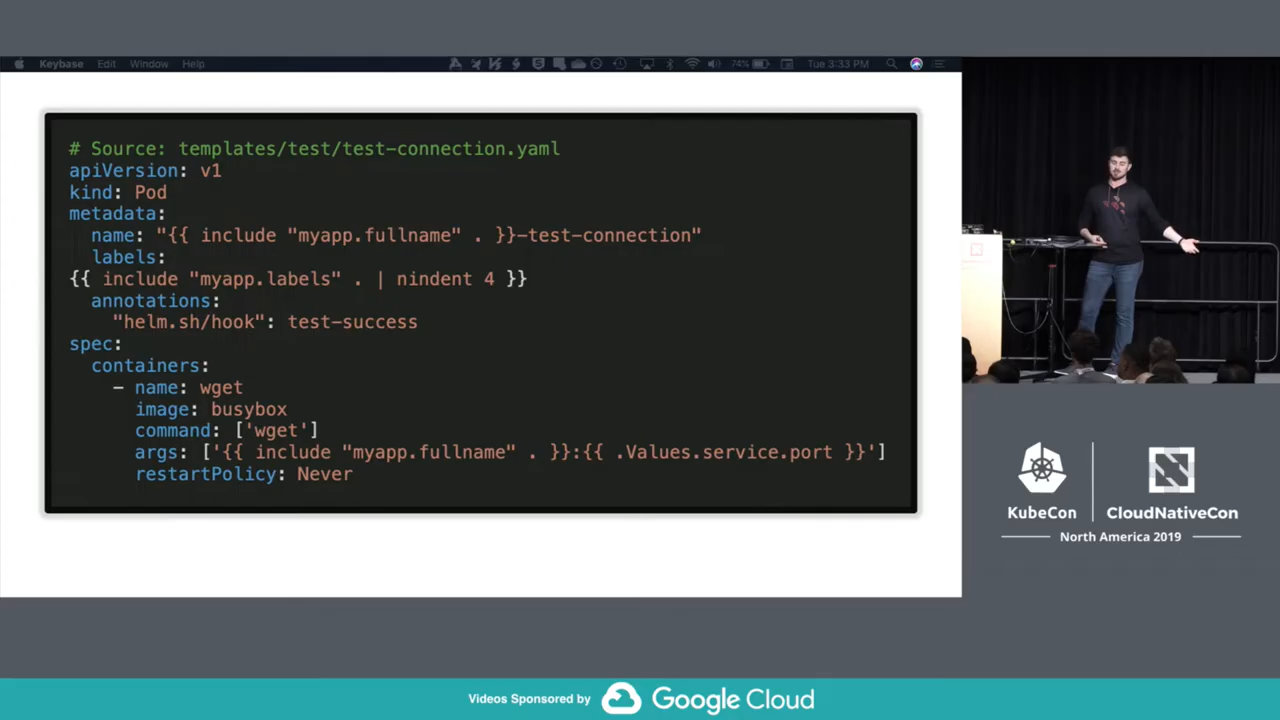 Keybase Edit Window Help 74% Tue 3:33 PM
# Source: templates/test/test-connection.yaml
apiVersion: v1
kind: Pod
metadata:
  name: "{{ include "myapp.fullname" . }}-test-connection"
  labels:
{{ include "myapp.labels" . | nindent 4 }}
  annotations:
    "helm.sh/hook": test-success
spec:
  containers:
    - name: wget
      image: busybox
      command: ['wget']
      args: ['{{ include "myapp.fullname" . }}:{{ .Values.service.port }}']
      restartPolicy: Never
KubeCon CloudNativeCon
North America 2019
Videos Sponsored by Google Cloud